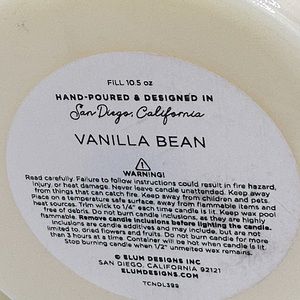 FILL 10.5 oz
HAND-POURED & DESIGNED IN
San Diego, California
VANILLA BEAN
WARNING!
Read carefully. Failure to follow instructions could result in fire hazard,
injury, or heat damage. Never leave candle unattended. Keep away
from things that can catch fire. Keep away from children and pets.
Place on a temperature safe surface, away from flammable items and
heat sources. Trim wick to 1/4" each time candle is lit. Keep wax pool
free of debris. Do not burn candle inclusions, as they are highly
flammable. Remove candle inclusions before lighting the candle.
Inclusions are candle additives and may include, but are not
limited to, dried flowers and fruits. Do not burn candle for more
than 3 hours at a time. Container will be hot when candle is lit.
Stop burning candle when 1/2" unmelted wax remains.
© BLUM DESIGNS INC
SAN DIEGO, CALIFORNIA 92121
BLUMDESIGNS.COM
TCNDL399